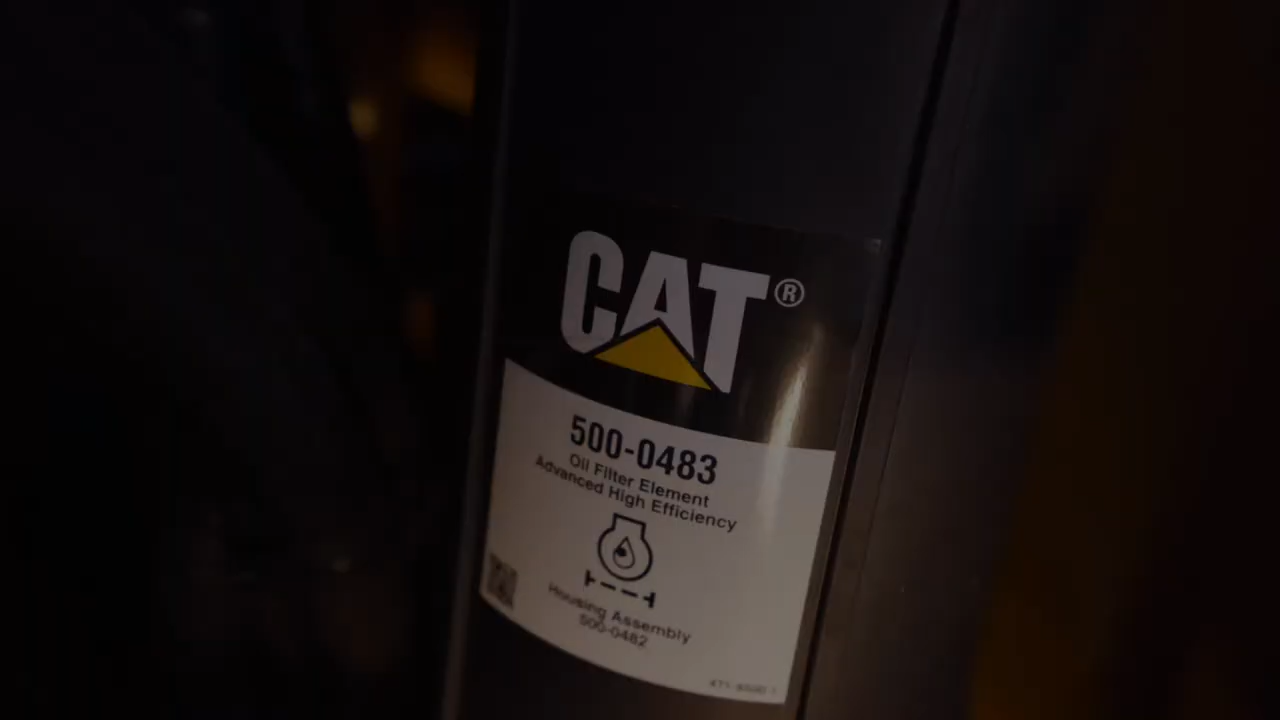 CAT®
500-0483
Oil Filter Element
Advanced High Efficiency
Housing Assembly
500-0482